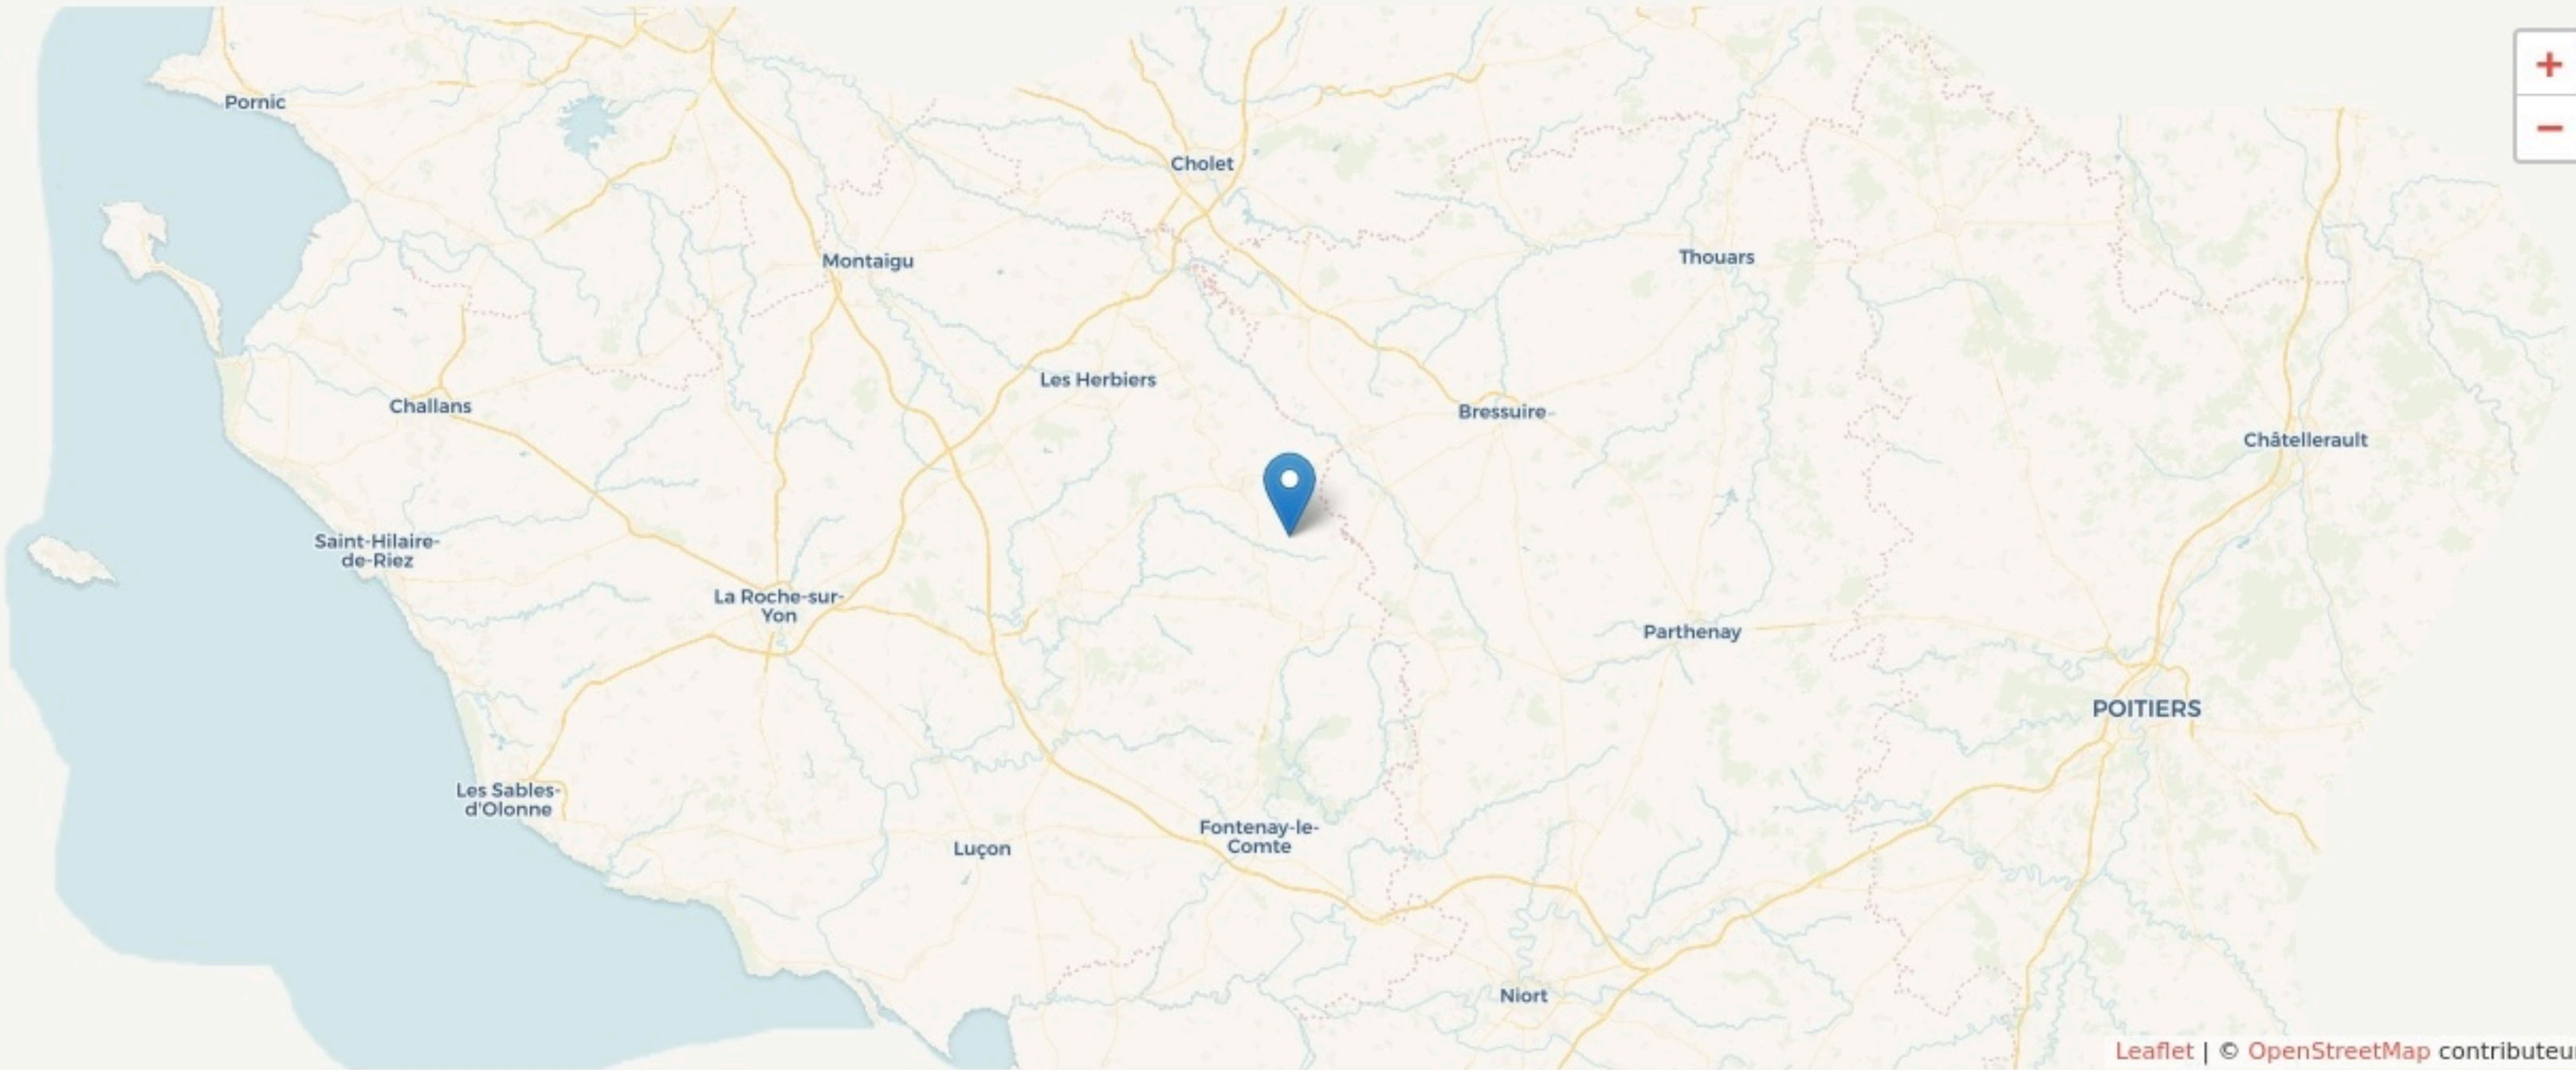 +
−
Pornic
Cholet
Montaigu
Thouars
Les Herbiers
Challans
Bressuire
Châtellerault
Saint-Hilaire-
de-Riez
La Roche-sur-
Yon
Parthenay
POITIERS
Les Sables-
d'Olonne
Fontenay-le-
Comte
Luçon
Niort
Leaflet | © OpenStreetMap contributeu